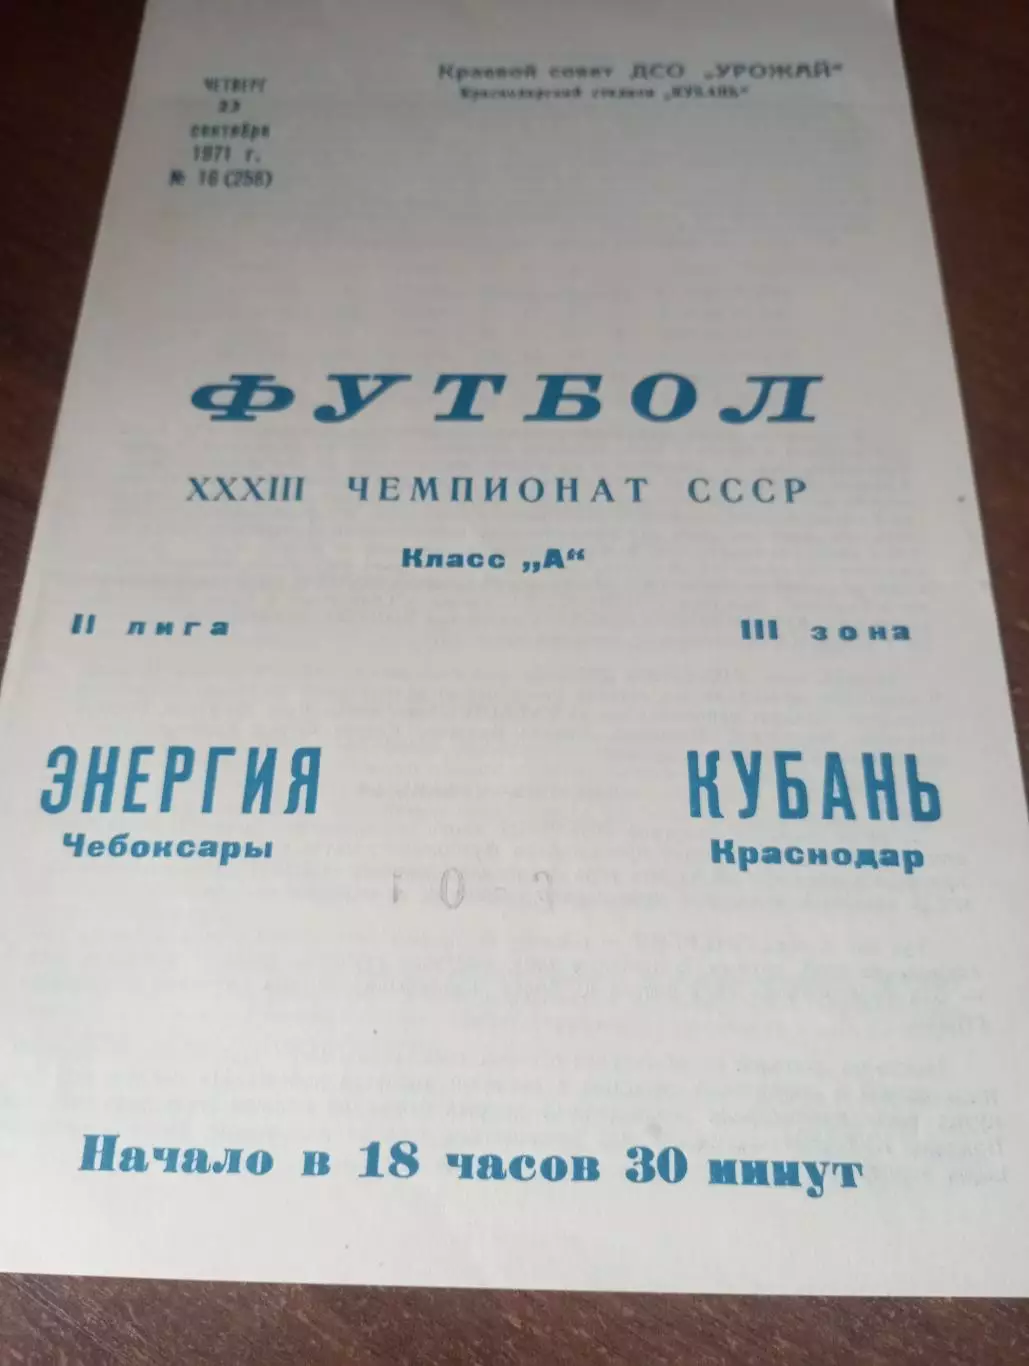 ЧЕТВЕРГ
23
сентября
1971 г.
№ 16 (258)
Краевой совет ДСО „УРОЖАЙ“
Краснодарский стадион „КУБАНЬ“
ФУТБОЛ
XXXIII ЧЕМПИОНАТ СССР
Класс „А“
II лига
III зона
ЭНЕРГИЯ
Чебоксары
КУБАНЬ
Краснодар
Начало в 18 часов 30 минут